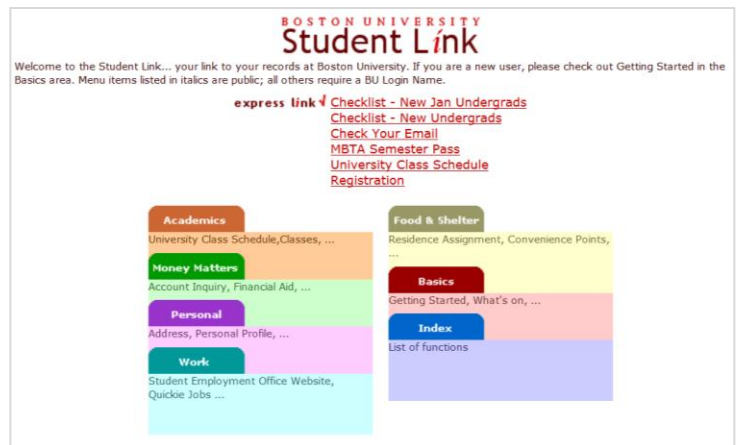 BOSTON UNIVERSITY
Student Link
Welcome to the Student Link... your link to your records at Boston University. If you are a new user, please check out Getting Started in the
Basics area. Menu items listed in italics are public; all others require a BU Login Name.
express link Checklist - New Jan Undergrads
Checklist - New Undergrads
Check Your Email
MBTA Semester Pass
University Class Schedule
Registration
Academics
University Class Schedule,Classes, ...
Money Matters
Account Inquiry, Financial Aid, ...
Personal
Address, Personal Profile, ...
Work
Student Employment Office Website,
Quickie Jobs ...
Food & Shelter
Residence Assignment, Convenience Points,
...
Basics
Getting Started, What's on, ...
Index
List of functions